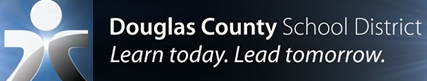 Douglas County School District
Learn today. Lead tomorrow.